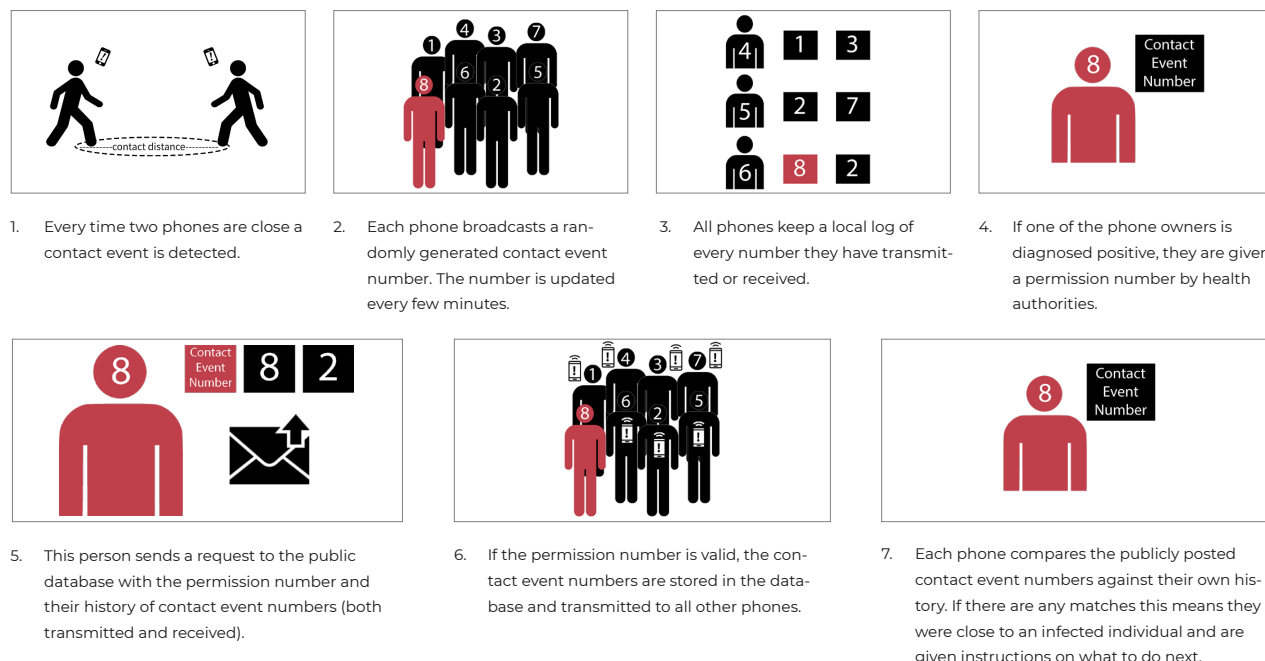 ----------contact distance----------
1
4
3
7
6
5
8
2
4 1 3
5 2 7
6 8 2
8
Contact
Event
Number
1. Every time two phones are close a
contact event is detected.
2. Each phone broadcasts a ran-
domly generated contact event
number. The number is updated
every few minutes.
3. All phones keep a local log of
every number they have transmit-
ted or received.
4. If one of the phone owners is
diagnosed positive, they are given
a permission number by health
authorities.
8
Contact
Event
Number
8 2
1
4
3
7
6
5
8
2
8
Contact
Event
Number
5. This person sends a request to the public
database with the permission number and
their history of contact event numbers (both
transmitted and received).
6. If the permission number is valid, the con-
tact event numbers are stored in the data-
base and transmitted to all other phones.
7. Each phone compares the publicly posted
contact event numbers against their own his-
tory. If there are any matches this means they
were close to an infected individual and are
given instructions on what to do next.